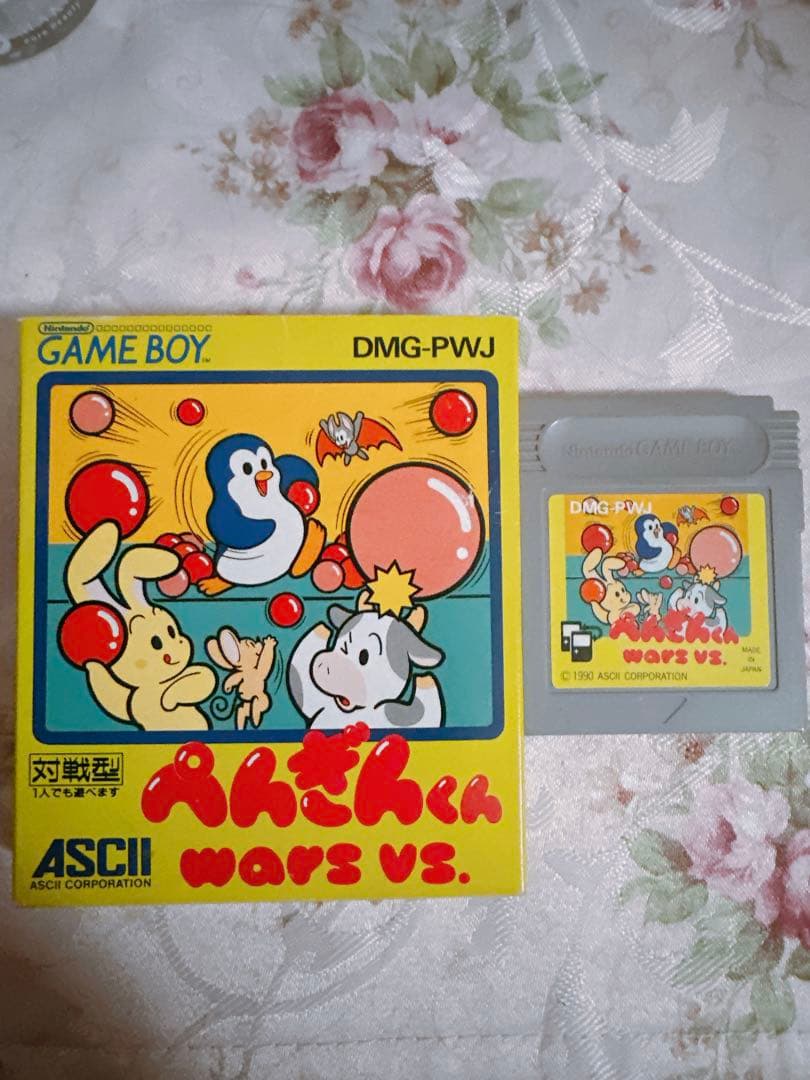 Nintendo
GAME BOY™
DMG-PWJ
対戦型
1人でも遊べます
ぺんぎんくん
wars vs.
ASCII
ASCII CORPORATION
Nintendo GAME BOY
DMG-PWJ
ぺんぎんくん
wars vs.
MADE
IN
JAPAN
© 1990 ASCII CORPORATION